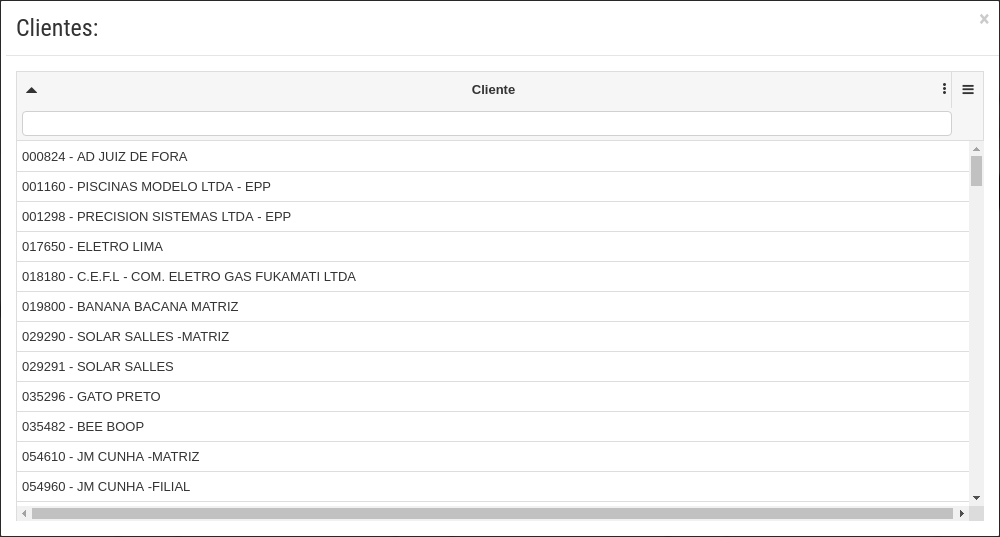 Clientes:
×
Cliente
000824 - AD JUIZ DE FORA
001160 - PISCINAS MODELO LTDA - EPP
001298 - PRECISION SISTEMAS LTDA - EPP
017650 - ELETRO LIMA
018180 - C.E.F.L - COM. ELETRO GAS FUKAMATI LTDA
019800 - BANANA BACANA MATRIZ
029290 - SOLAR SALLES -MATRIZ
029291 - SOLAR SALLES
035296 - GATO PRETO
035482 - BEE BOOP
054610 - JM CUNHA -MATRIZ
054960 - JM CUNHA -FILIAL